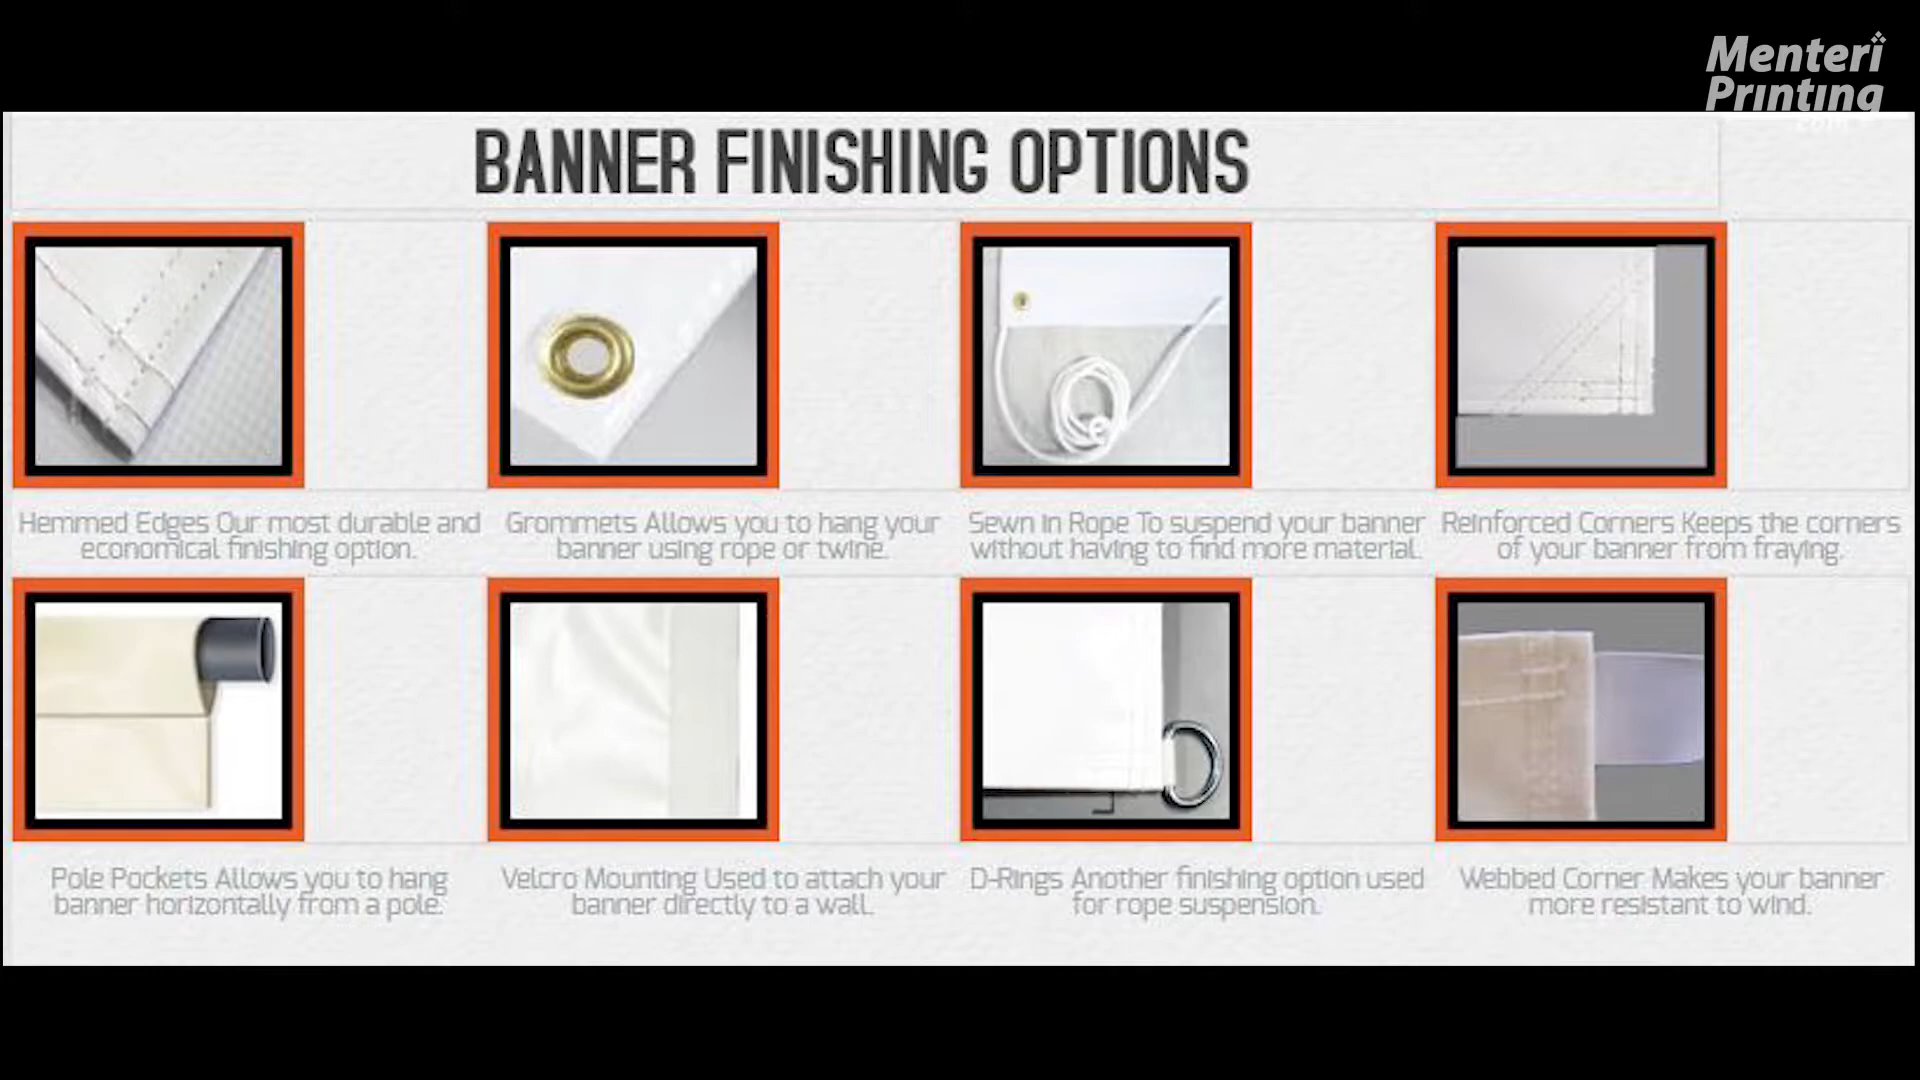 Menteri
Printing
.com
BANNER FINISHING OPTIONS
Hemmed Edges Our most durable and
economical finishing option.
Grommets Allows you to hang your
banner using rope or twine.
Sewn in Rope To suspend your banner
without having to find more material.
Reinforced Corners Keeps the corners
of your banner from fraying.
Pole Pockets Allows you to hang
banner horizontally from a pole.
Velcro Mounting Used to attach your
banner directly to a wall.
D-Rings Another finishing option used
for rope suspension.
Webbed Corner Makes your banner
more resistant to wind.